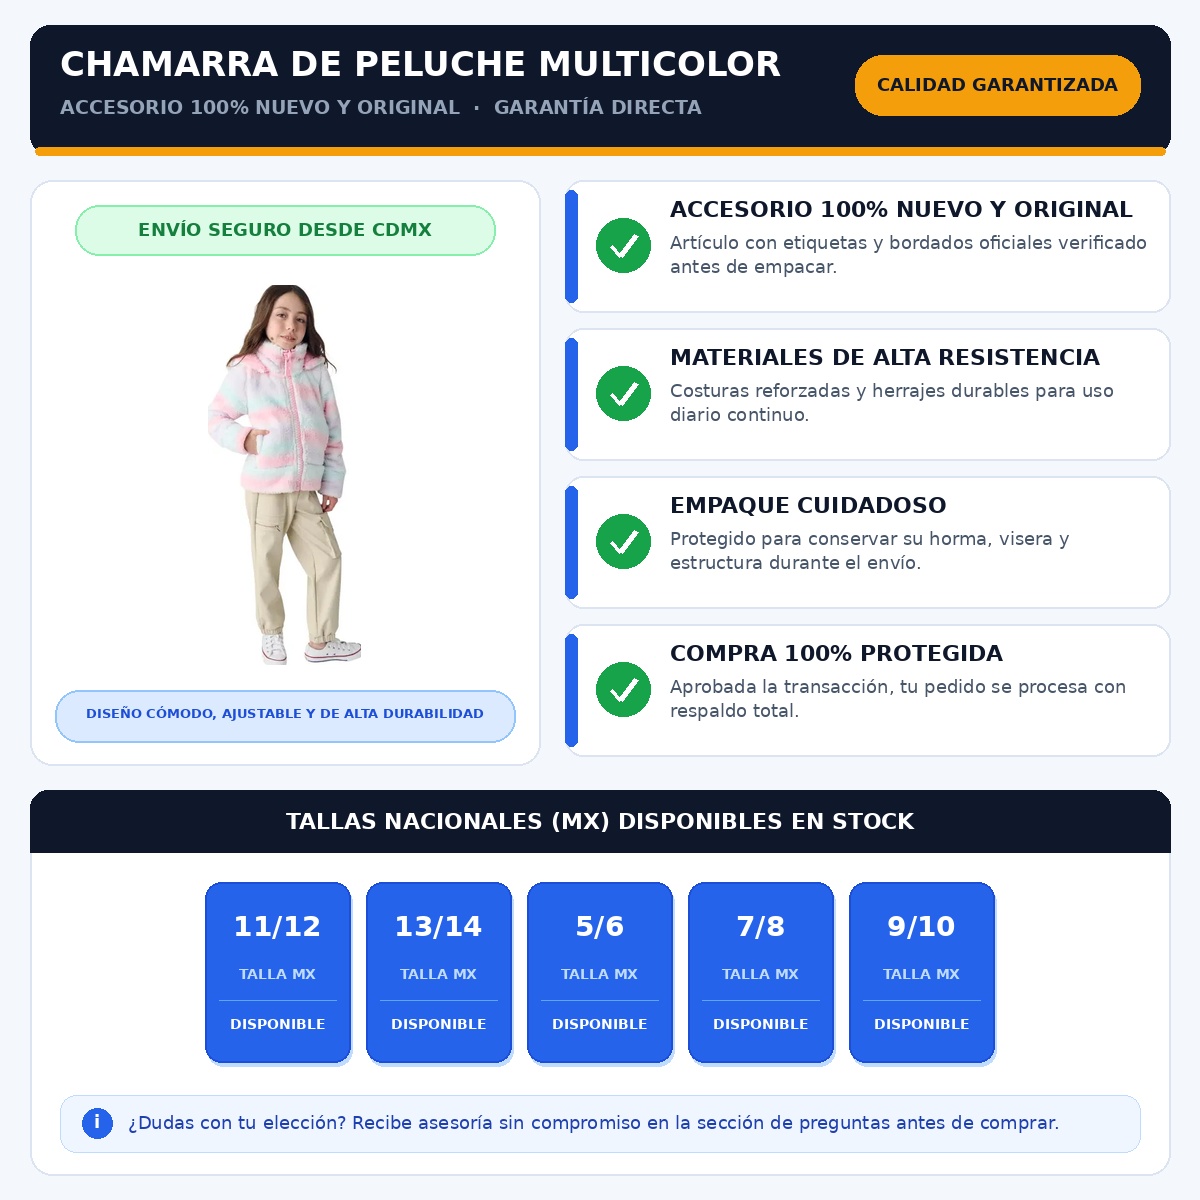 CHAMARRA DE PELUCHE MULTICOLOR
ACCESORIO 100% NUEVO Y ORIGINAL · GARANTÍA DIRECTA
CALIDAD GARANTIZADA
ENVÍO SEGURO DESDE CDMX
DISEÑO CÓMODO, AJUSTABLE Y DE ALTA DURABILIDAD
ACCESORIO 100% NUEVO Y ORIGINAL
Artículo con etiquetas y bordados oficiales verificado
antes de empacar.
MATERIALES DE ALTA RESISTENCIA
Costuras reforzadas y herrajes durables para uso
diario continuo.
EMPAQUE CUIDADOSO
Protegido para conservar su horma, visera y
estructura durante el envío.
COMPRA 100% PROTEGIDA
Aprobada la transacción, tu pedido se procesa con
respaldo total.
TALLAS NACIONALES (MX) DISPONIBLES EN STOCK
11/12
TALLA MX
DISPONIBLE
13/14
TALLA MX
DISPONIBLE
5/6
TALLA MX
DISPONIBLE
7/8
TALLA MX
DISPONIBLE
9/10
TALLA MX
DISPONIBLE
i ¿Dudas con tu elección? Recibe asesoría sin compromiso en la sección de preguntas antes de comprar.